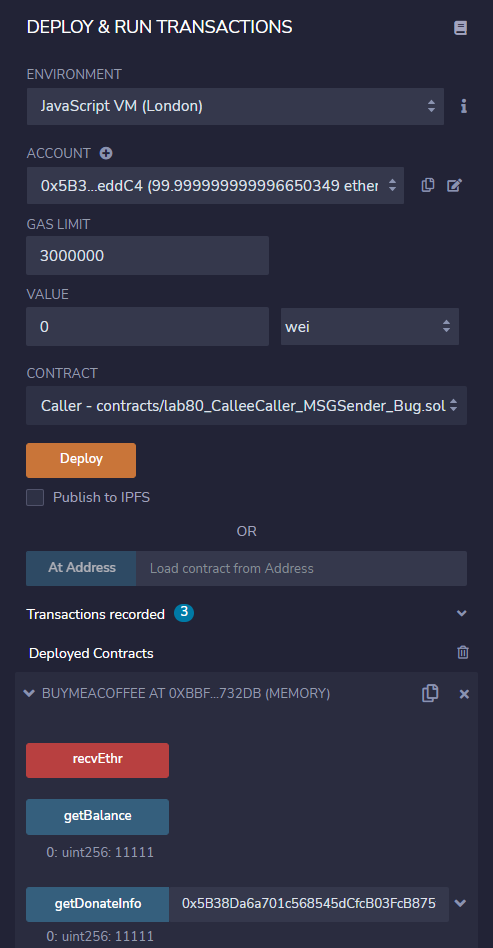 DEPLOY & RUN TRANSACTIONS
ENVIRONMENT
JavaScript VM (London)
ACCOUNT
0x5B3...eddC4 (99.999999999996650349 ether
GAS LIMIT
3000000
VALUE
0 wei
CONTRACT
Caller - contracts/lab80_CalleeCaller_MSGSender_Bug.sol
Deploy
Publish to IPFS
OR
At Address Load contract from Address
Transactions recorded 3
Deployed Contracts
BUYMEACOFFEE AT 0XBBF...732DB (MEMORY)
recvEthr
getBalance
0: uint256: 11111
getDonateInfo 0x5B38Da6a701c568545dCfcB03FcB875
0: uint256: 11111